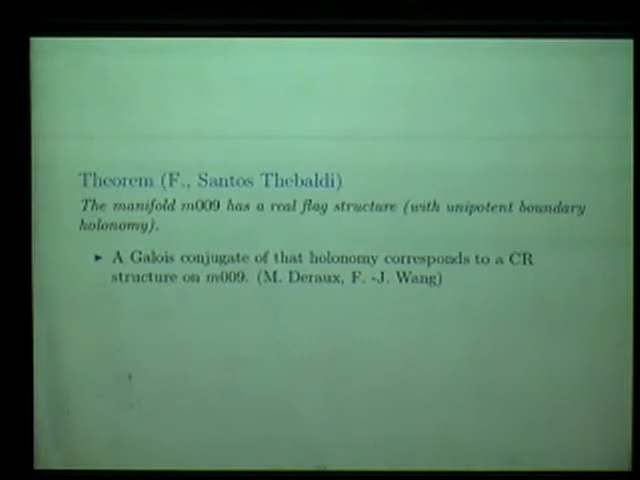 Theorem (F., Santos Thebaldi)
The manifold m009 has a real flag structure (with unipotent boundary
holonomy).
▸ A Galois conjugate of that holonomy corresponds to a CR
structure on m009. (M. Deraux, F. -J. Wang)